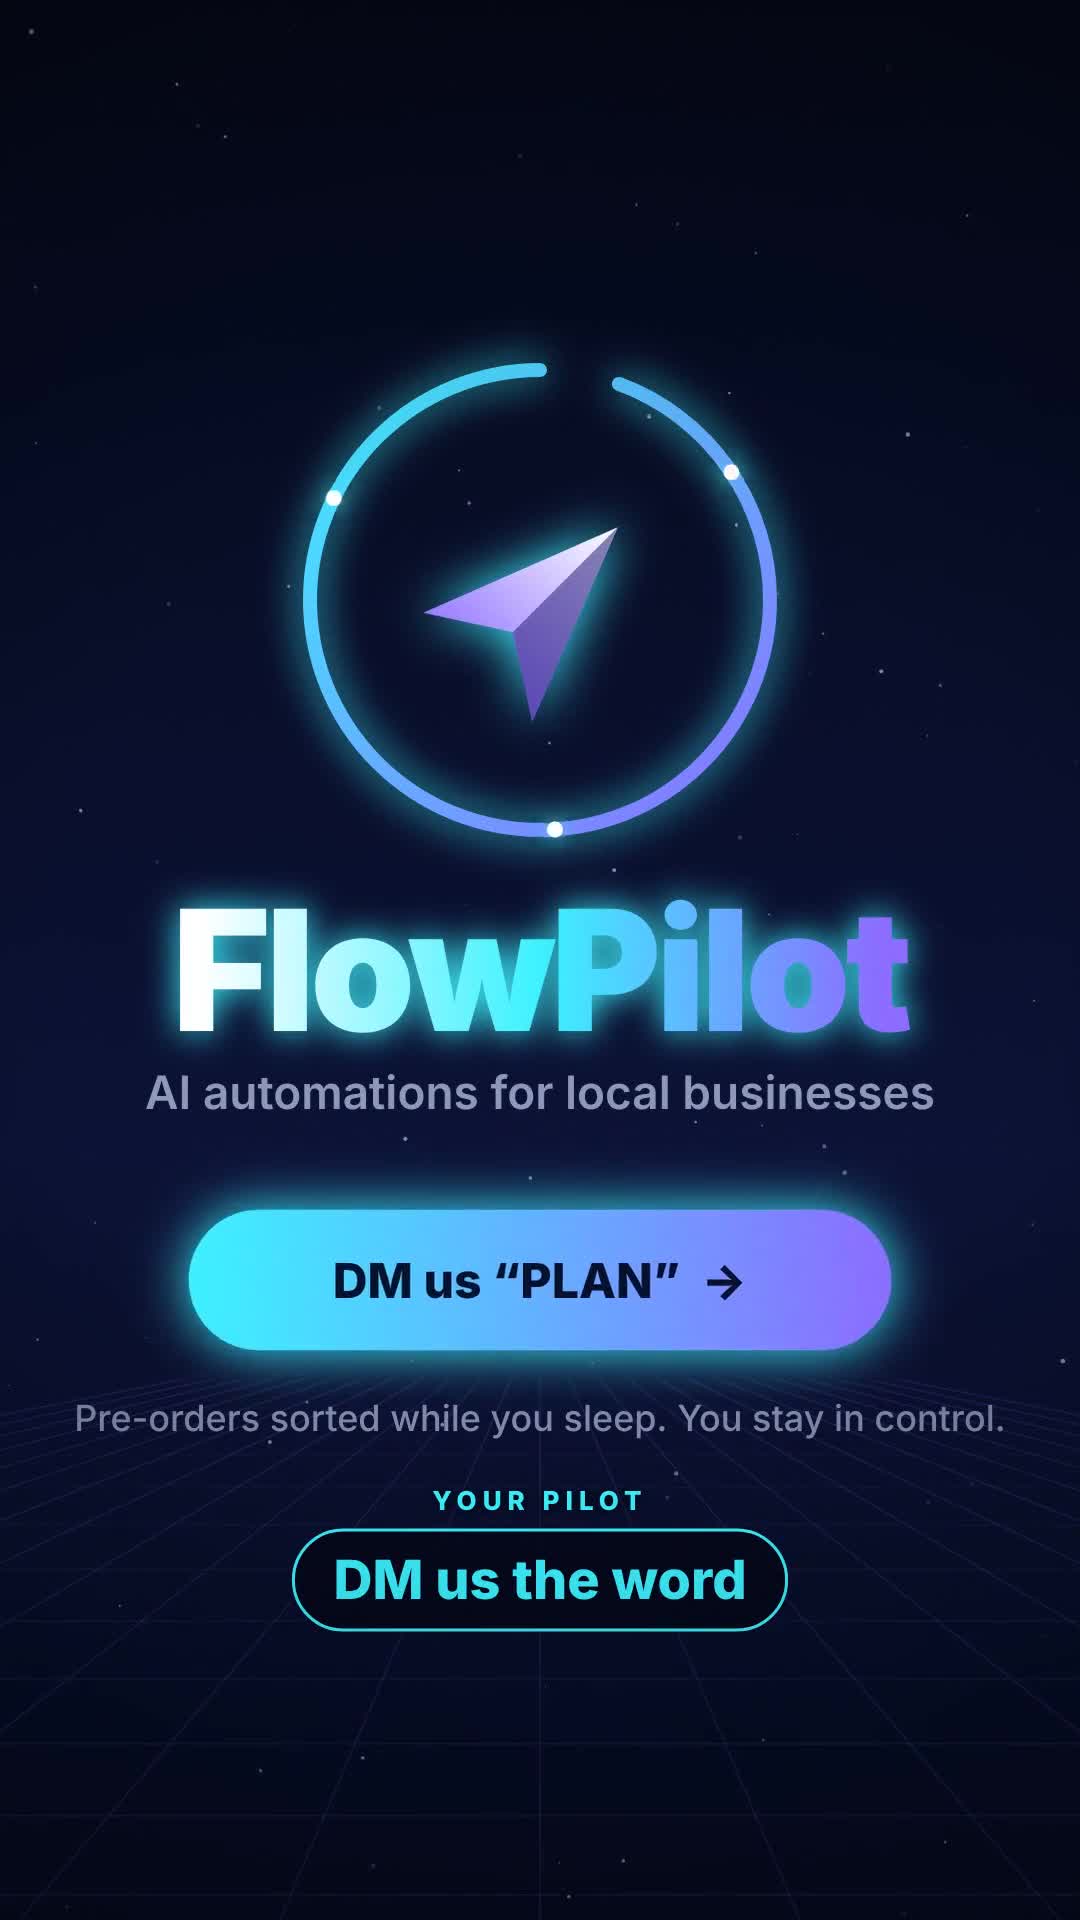 FlowPilot
AI automations for local businesses
DM us “PLAN” →
Pre-orders sorted while you sleep. You stay in control.
YOUR PILOT
DM us the word